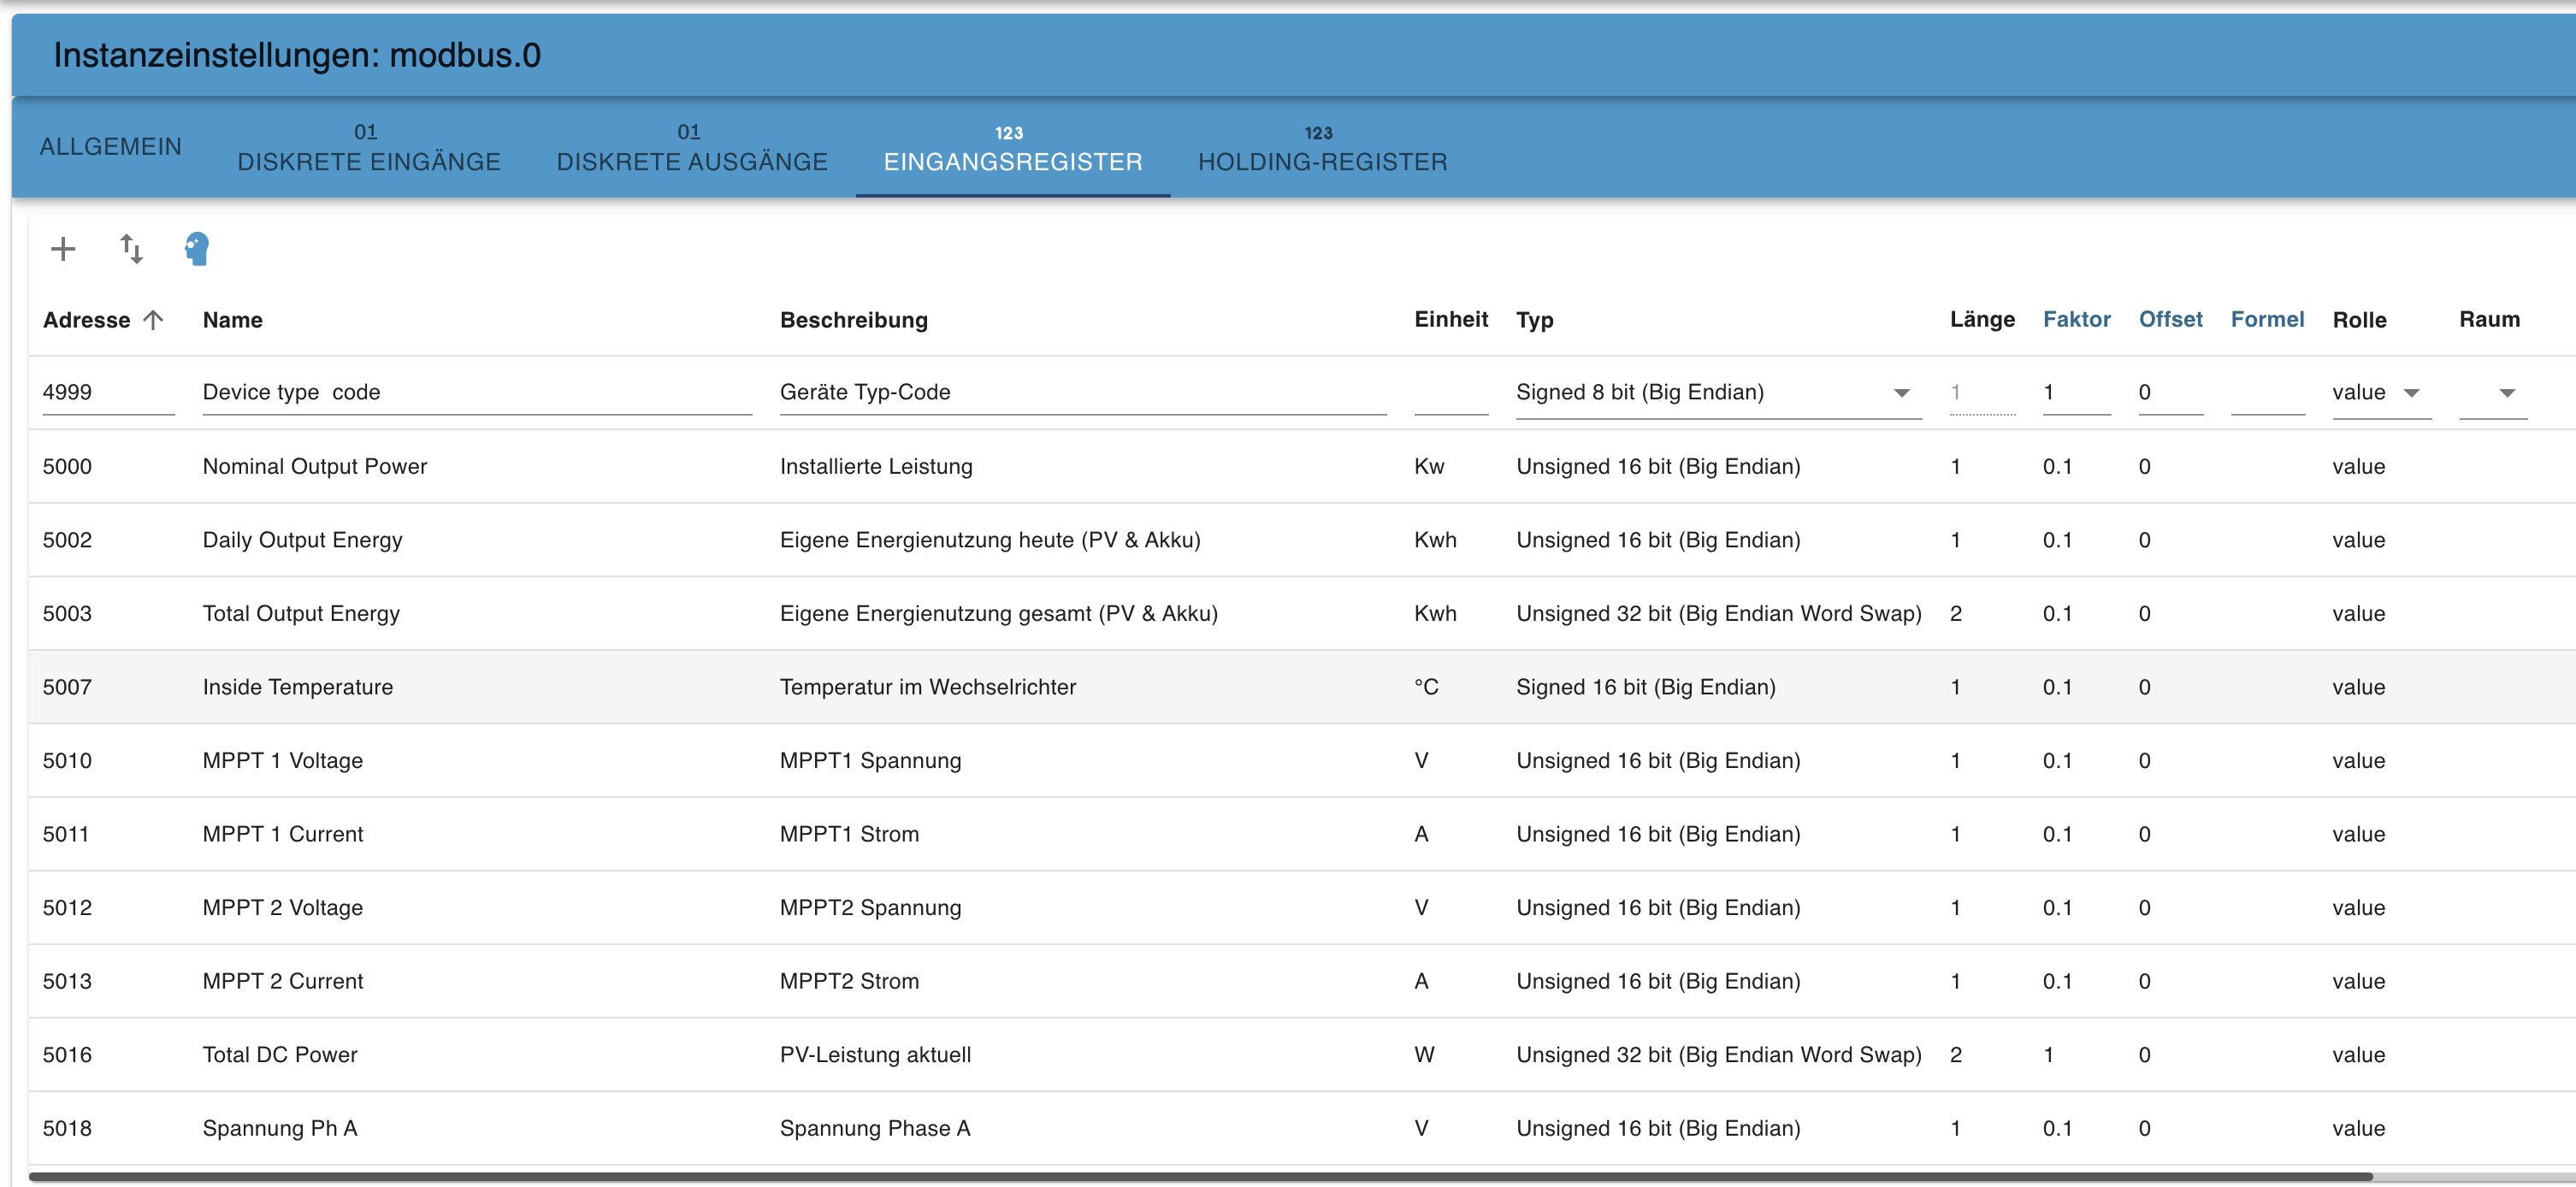 Instanzeinstellungen: modbus.0
ALLGEMEIN
01 DISKRETE EINGÄNGE
01 DISKRETE AUSGÄNGE
123 EINGANGSREGISTER
123 HOLDING-REGISTER
Adresse Name Beschreibung Einheit Typ Länge Faktor Offset Formel Rolle Raum
4999 Device type  code Geräte Typ-Code Signed 8 bit (Big Endian) 1 1 0 value
5000 Nominal Output Power Installierte Leistung Kw Unsigned 16 bit (Big Endian) 1 0.1 0 value
5002 Daily Output Energy Eigene Energienutzung heute (PV & Akku) Kwh Unsigned 16 bit (Big Endian) 1 0.1 0 value
5003 Total Output Energy Eigene Energienutzung gesamt (PV & Akku) Kwh Unsigned 32 bit (Big Endian Word Swap) 2 0.1 0 value
5007 Inside Temperature Temperatur im Wechselrichter °C Signed 16 bit (Big Endian) 1 0.1 0 value
5010 MPPT 1 Voltage MPPT1 Spannung V Unsigned 16 bit (Big Endian) 1 0.1 0 value
5011 MPPT 1 Current MPPT1 Strom A Unsigned 16 bit (Big Endian) 1 0.1 0 value
5012 MPPT 2 Voltage MPPT2 Spannung V Unsigned 16 bit (Big Endian) 1 0.1 0 value
5013 MPPT 2 Current MPPT2 Strom A Unsigned 16 bit (Big Endian) 1 0.1 0 value
5016 Total DC Power PV-Leistung aktuell W Unsigned 32 bit (Big Endian Word Swap) 2 1 0 value
5018 Spannung Ph A Spannung Phase A V Unsigned 16 bit (Big Endian) 1 0.1 0 value